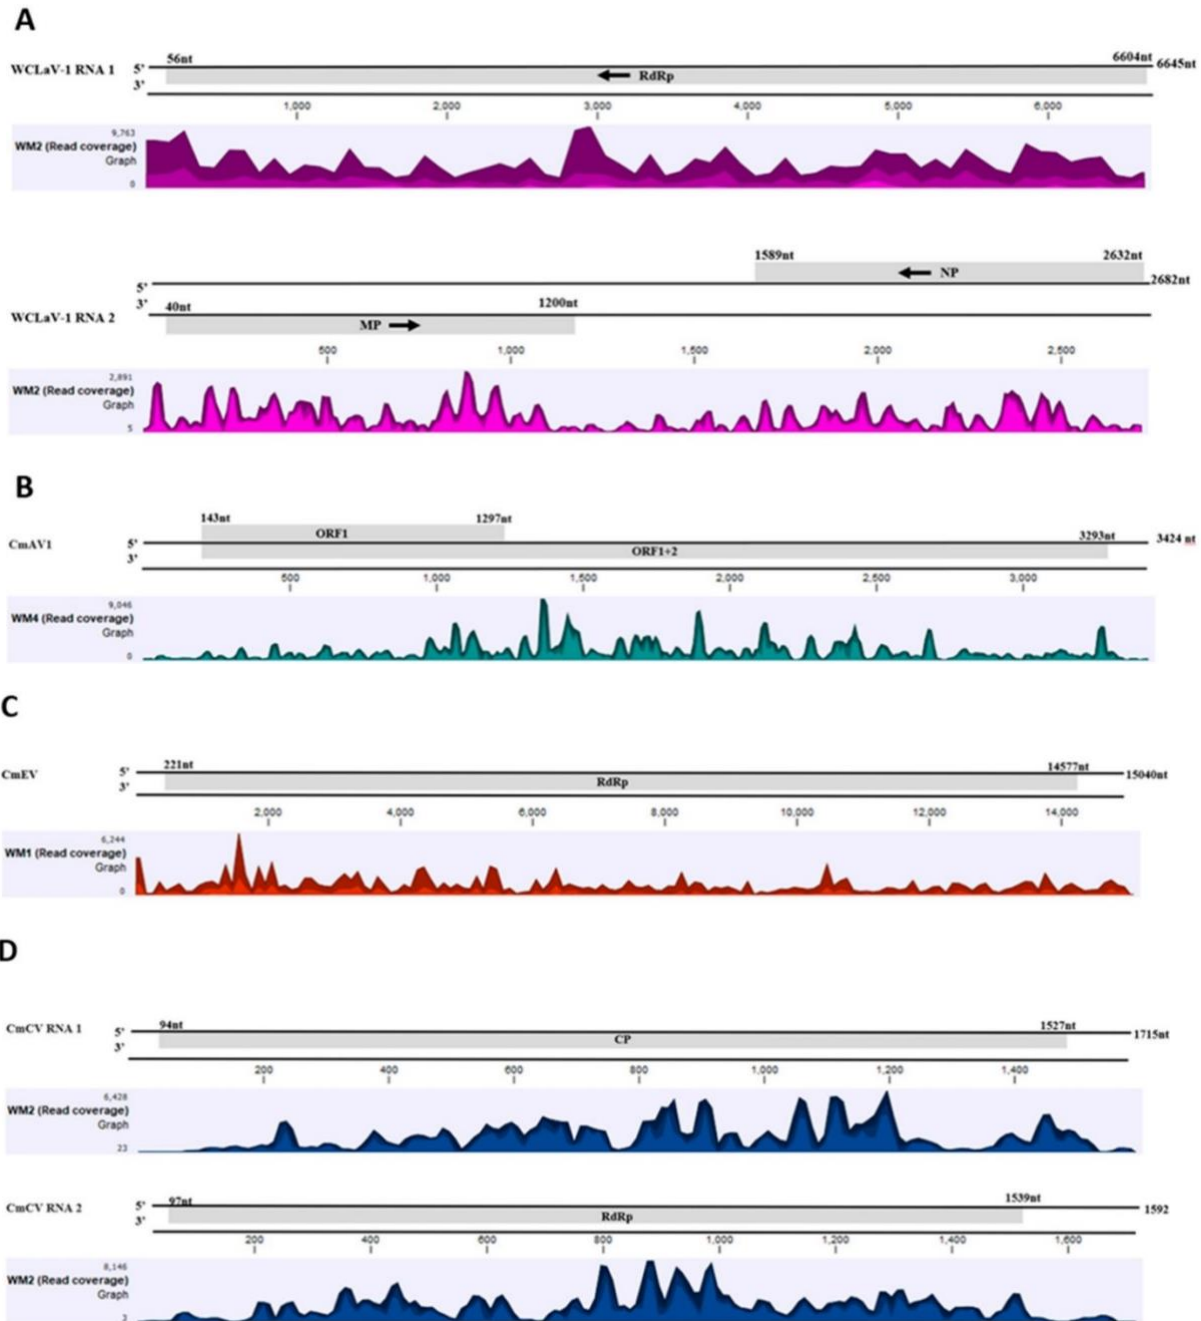 A
56nt 6604nt
WCLaV-1 RNA 1 5' RdRp 6645nt
3'
1,000 2,000 3,000 4,000 5,000 6,000
9,763
WM2 (Read coverage)
Graph
0
1589nt 2632nt
NP
5' 2682nt
3'
40nt 1200nt
WCLaV-1 RNA 2
MP
500 1,000 1,500 2,000 2,500
2,891
WM2 (Read coverage)
Graph
5
B
143nt 1297nt
ORF1
CmAV1 5' 3293nt 3424 nt
3' ORF1+2
500 1,000 1,500 2,000 2,500 3,000
9,046
WM4 (Read coverage)
Graph
0
C
221nt 14577nt
CmEV 5' 15040nt
3' RdRp
2,000 4,000 6,000 8,000 10,000 12,000 14,000
6,244
WM1 (Read coverage)
Graph
0
D
94nt 1527nt
CmCV RNA 1 5' 1715nt
3' CP
200 400 600 800 1,000 1,200 1,400
6,428
WM2 (Read coverage)
Graph
23
97nt 1539nt
CmCV RNA 2 5' 1592
3' RdRp
200 400 600 800 1,000 1,200 1,400 1,600
8,146
WM2 (Read coverage)
Graph